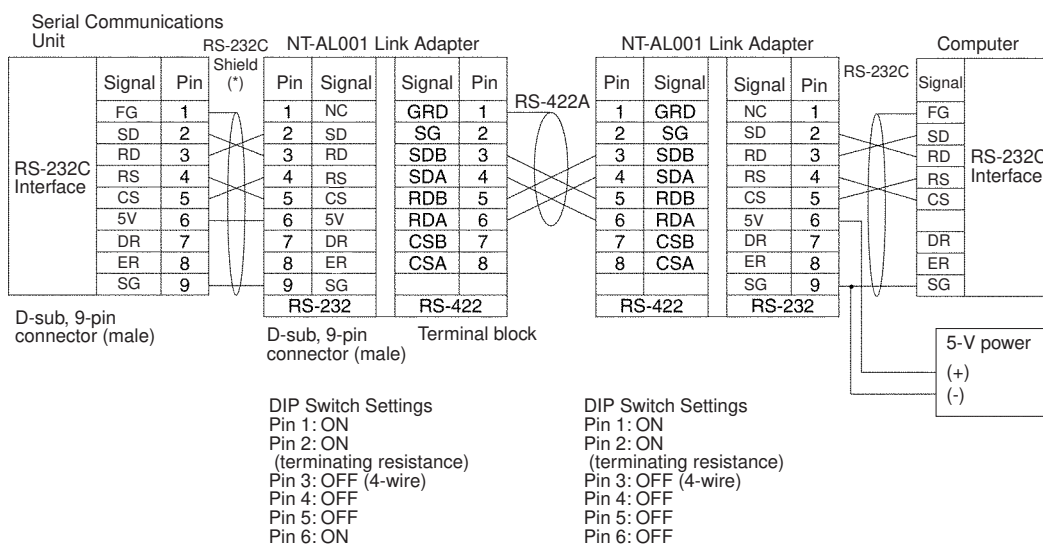 Serial Communications
Unit
RS-232C
Shield
(*)
NT-AL001 Link Adapter
NT-AL001 Link Adapter
Computer
RS-232C
Interface
Signal Pin
FG 1
SD 2
RD 3
RS 4
CS 5
5V 6
DR 7
ER 8
SG 9
Pin Signal
1 NC
2 SD
3 RD
4 RS
5 CS
6 5V
7 DR
8 ER
9 SG
RS-232
Signal Pin
GRD 1
SG 2
SDB 3
SDA 4
RDB 5
RDA 6
CSB 7
CSA 8
RS-422
RS-422A
Pin Signal
1 GRD
2 SG
3 SDB
4 SDA
5 RDB
6 RDA
7 CSB
8 CSA
RS-422
Signal Pin
NC 1
SD 2
RD 3
RS 4
CS 5
5V 6
DR 7
ER 8
SG 9
RS-232
RS-232C
Signal
FG
SD
RD
RS
CS
DR
ER
SG
RS-232C
Interface
D-sub, 9-pin
connector (male)
D-sub, 9-pin
connector (male)
Terminal block
5-V power
(+)
(-)
DIP Switch Settings
Pin 1: ON
Pin 2: ON
(terminating resistance)
Pin 3: OFF (4-wire)
Pin 4: OFF
Pin 5: OFF
Pin 6: ON
DIP Switch Settings
Pin 1: ON
Pin 2: ON
(terminating resistance)
Pin 3: OFF (4-wire)
Pin 4: OFF
Pin 5: OFF
Pin 6: OFF